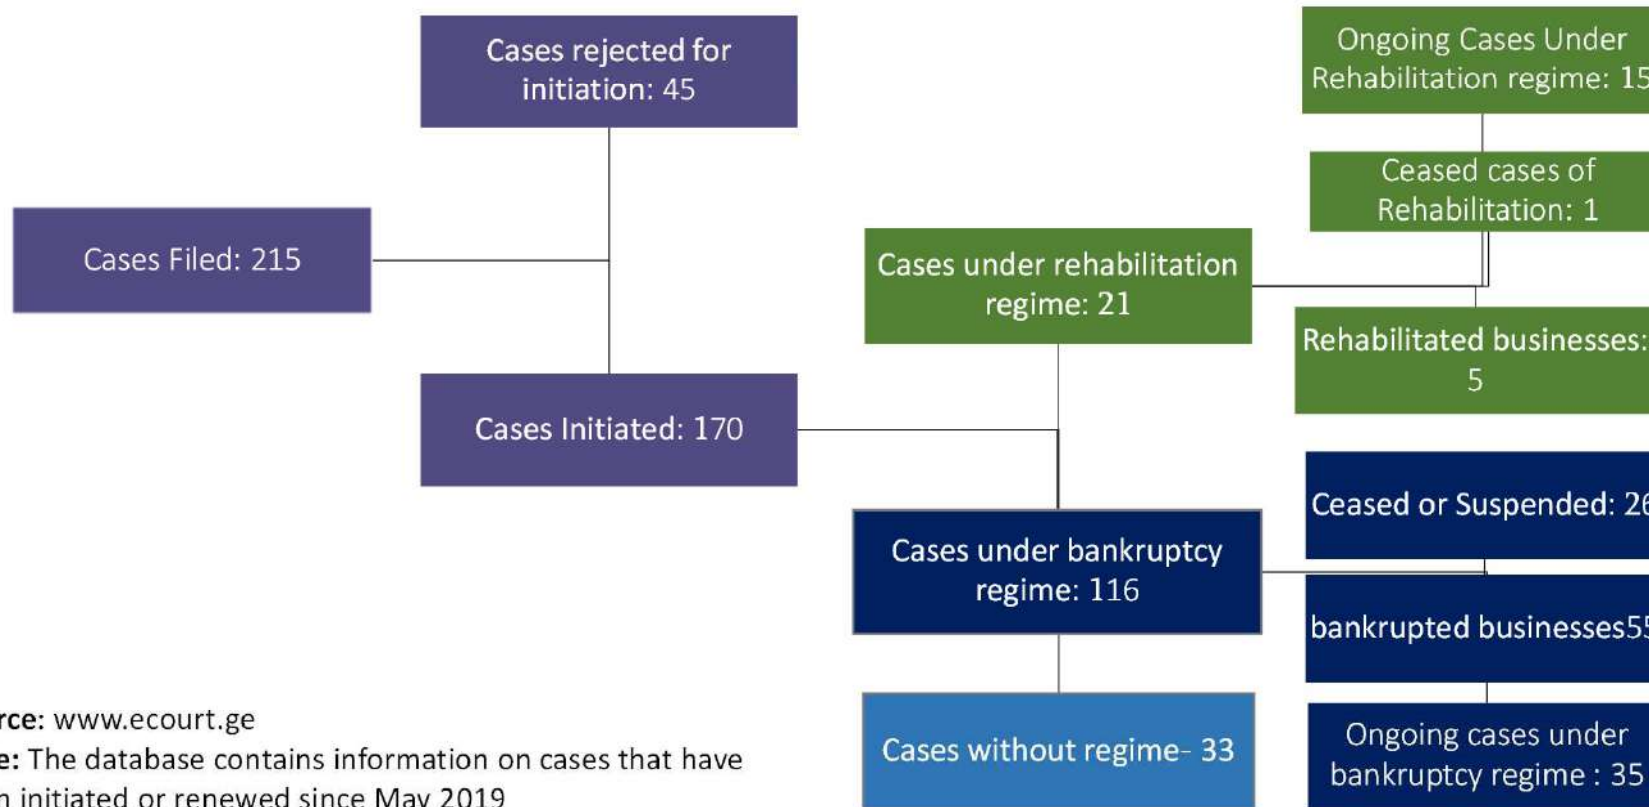 Cases rejected for
initiation: 45
Cases Filed: 215
Cases Initiated: 170
Cases under rehabilitation
regime: 21
Cases under bankruptcy
regime: 116
Cases without regime- 33
Ongoing Cases Under
Rehabilitation regime: 15
Ceased cases of
Rehabilitation: 1
Rehabilitated businesses:
5
Ceased or Suspended: 26
bankrupted businesses55
Ongoing cases under
bankruptcy regime : 35
www.ecourt.ge
The database contains information on cases that have
initiated or renewed since May 2019